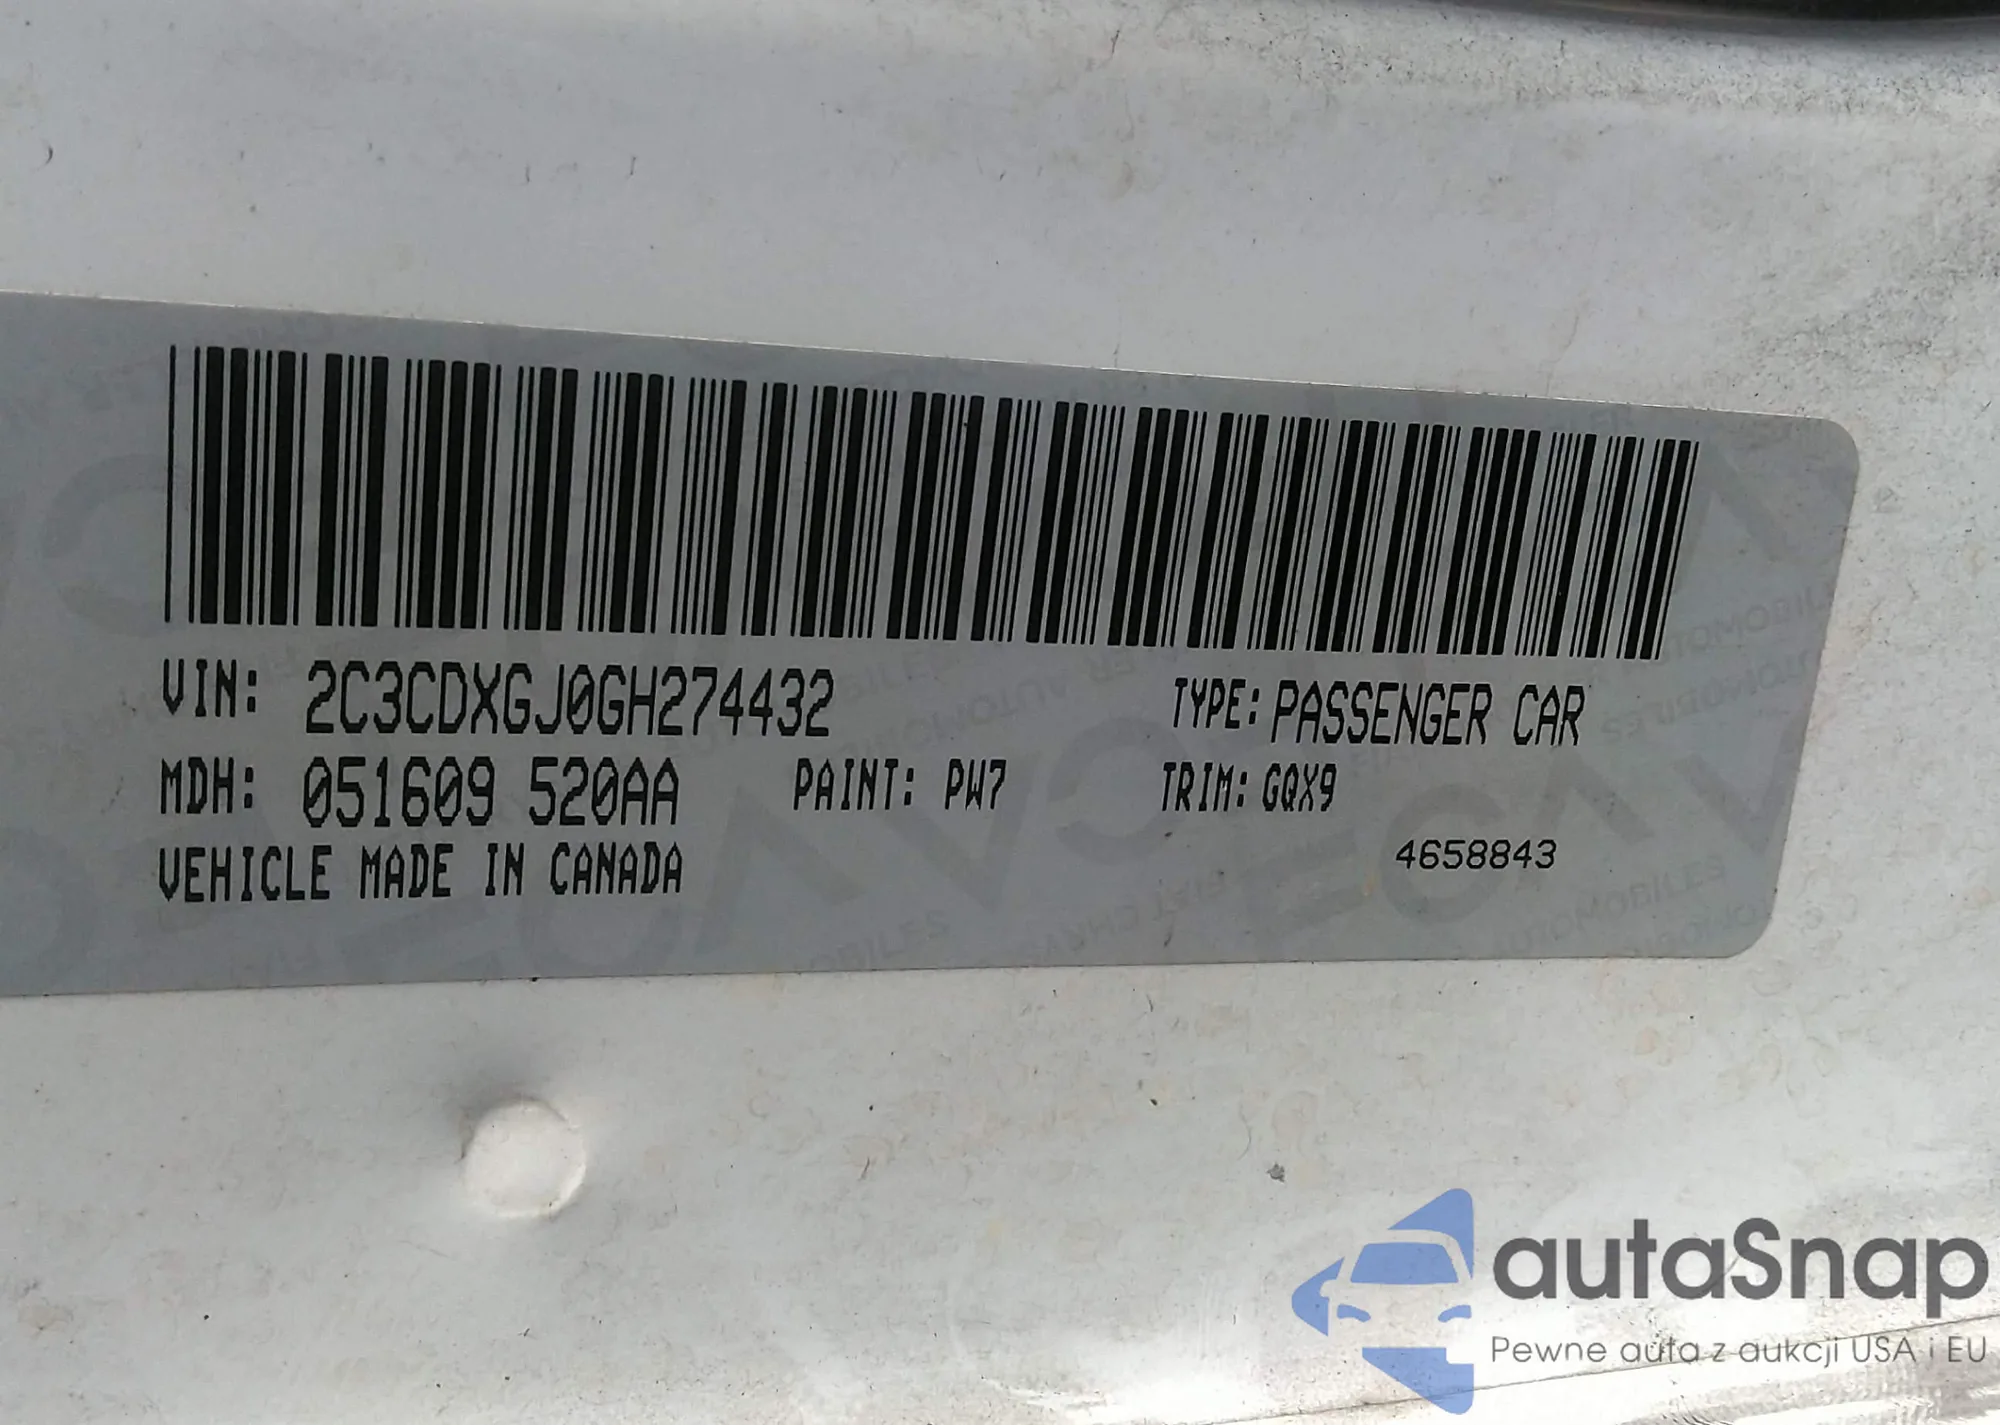 VIN: 2C3CDXGJ0GH274432 TYPE: PASSENGER CAR
MDH: 051609 520AA PAINT: PW7 TRIM: GQX9
VEHICLE MADE IN CANADA 4658843
autaSnap
Pewne auta z aukcji USA i EU